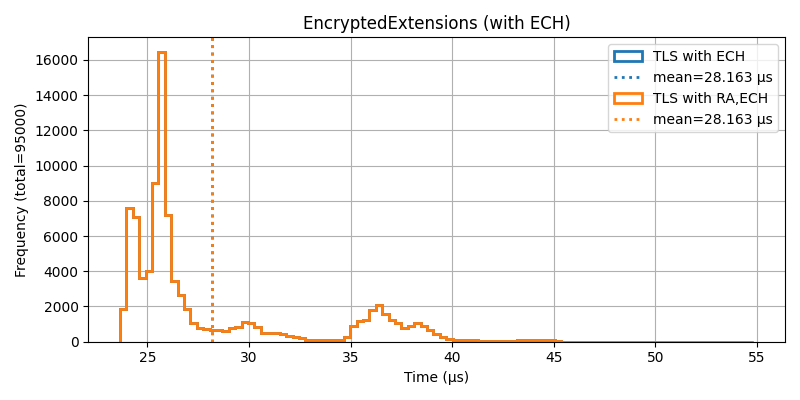 EncryptedExtensions (with ECH)
Frequency (total=95000)
16000
14000
12000
10000
8000
6000
4000
2000
0
TLS with ECH
mean=28.163 µs
TLS with RA,ECH
mean=28.163 µs
25 30 35 40 45 50 55
Time (µs)